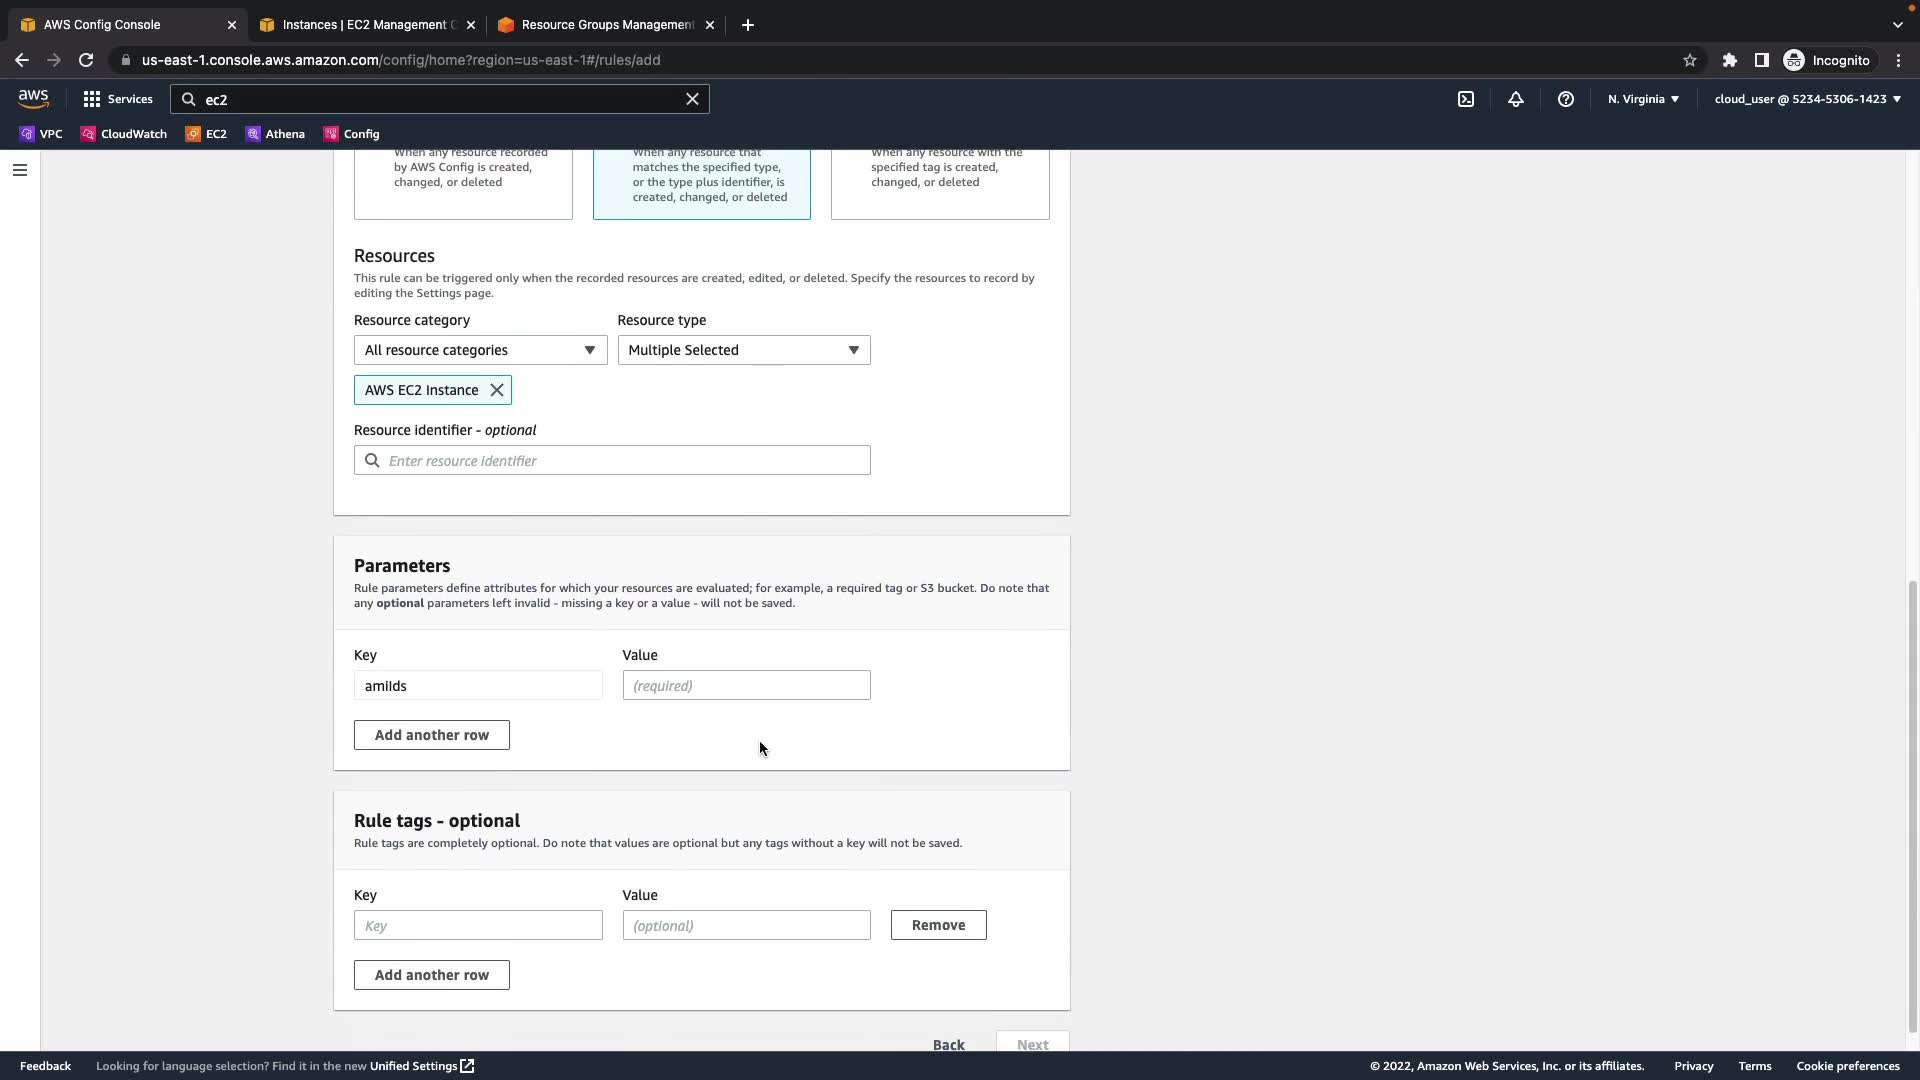 AWS Config Console
Instances | EC2 Management C
Resource Groups Management
us-east-1.console.aws.amazon.com/config/home?region=us-east-1#/rules/add
Incognito
aws
Services
ec2
N. Virginia
cloud_user @ 5234-5306-1423
VPC
CloudWatch
EC2
Athena
Config
When any resource recorded
by AWS Config is created,
changed, or deleted
When any resource that
matches the specified type,
or the type plus identifier, is
created, changed, or deleted
When any resource with the
specified tag is created,
changed, or deleted
Resources
This rule can be triggered only when the recorded resources are created, edited, or deleted. Specify the resources to record by
editing the Settings page.
Resource category
Resource type
All resource categories
Multiple Selected
AWS EC2 Instance
Resource identifier - optional
Enter resource identifier
Parameters
Rule parameters define attributes for which your resources are evaluated; for example, a required tag or S3 bucket. Do note that
any optional parameters left invalid - missing a key or a value - will not be saved.
Key
Value
amiIds
(required)
Add another row
Rule tags - optional
Rule tags are completely optional. Do note that values are optional but any tags without a key will not be saved.
Key
Value
Key
(optional)
Remove
Add another row
Back
Next
Feedback
Looking for language selection? Find it in the new Unified Settings
© 2022, Amazon Web Services, Inc. or its affiliates.
Privacy
Terms
Cookie preferences